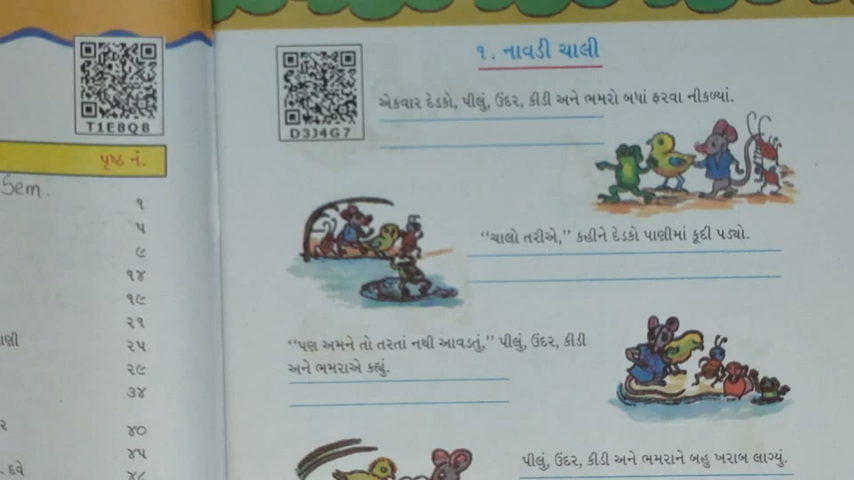 T1E8Q8
પૃષ્ઠ નં.
Sem.
૧
૫
૯
૧૪
૧૯
૨૧
૨૫
૨૯
૩૪
૪૦
૪૫
૪૮
. દવે
D3J4G7
૧. નાવડી ચાલી
એકવાર દેડકો, પીલું, ઉંદર, કીડી અને ભમરો બધાં ફરવા નીકળ્યાં.
“ચાલો તરીએ,” કહીને દેડકો પાણીમાં કૂદી પડ્યો.
“પણ અમને તો તરતાં નથી આવડતું,” પીલું, ઉંદર, કીડી
અને ભમરાએ કહ્યું.
પીલું, ઉંદર, કીડી અને ભમરાને બહુ ખરાબ લાગ્યું.